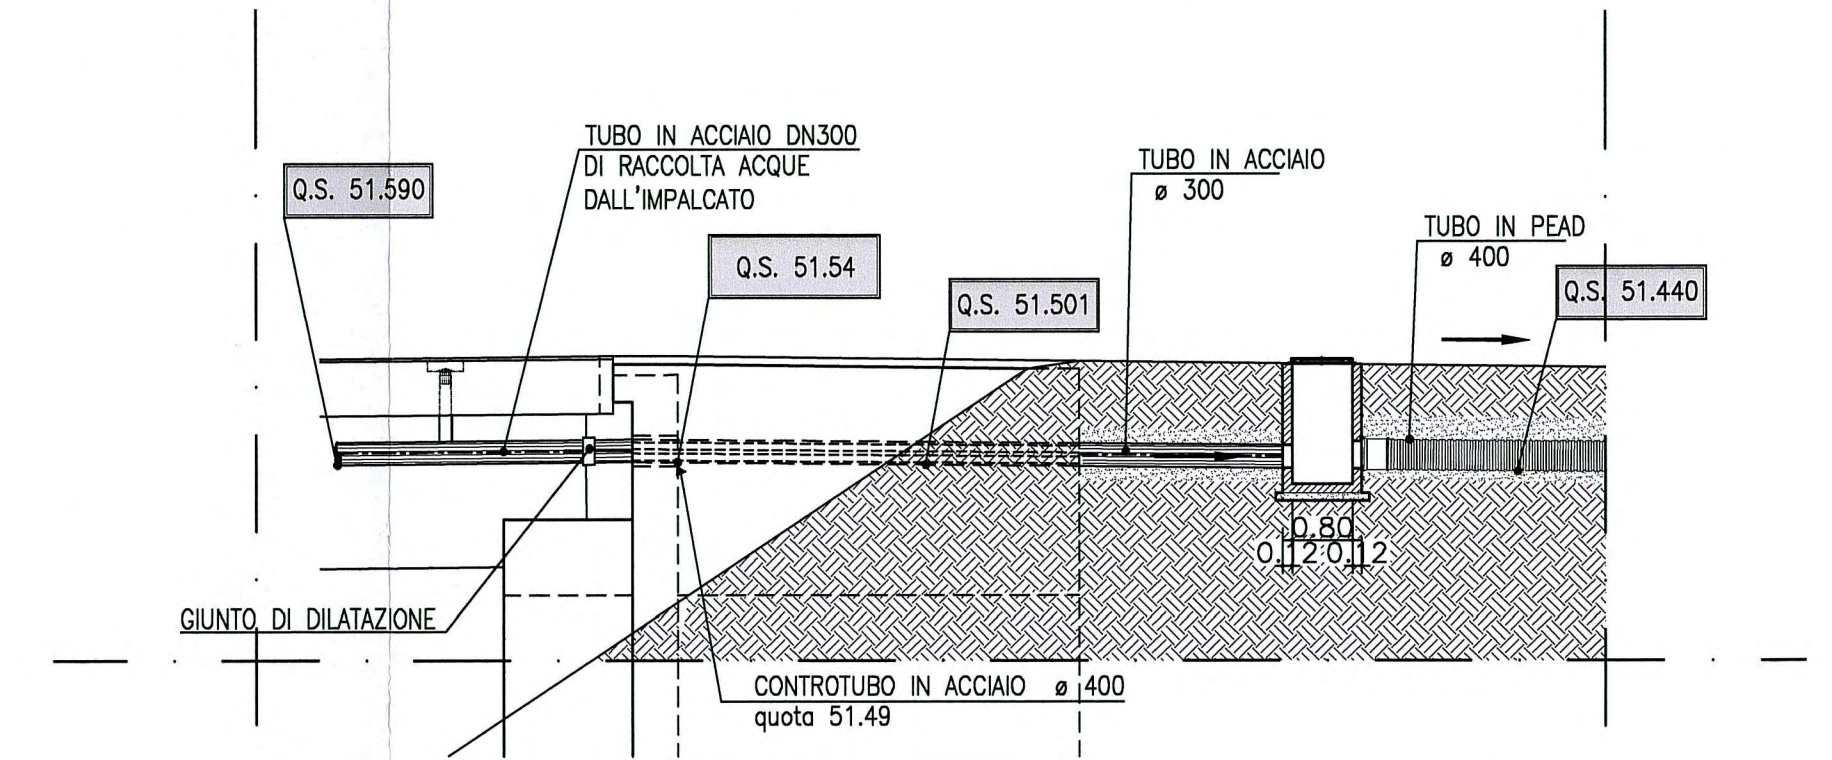 TUBO IN ACCIAIO DN300
DI RACCOLTA ACQUE
DALL'IMPALCATO
TUBO IN ACCIAIO
ø 300
Q.S. 51.590
TUBO IN PEAD
ø 400
Q.S. 51.54
Q.S. 51.501
Q.S. 51.440
0.80
0.12 0.12
GIUNTO DI DILATAZIONE
CONTROTUBO IN ACCIAIO ø 400
quota 51.49